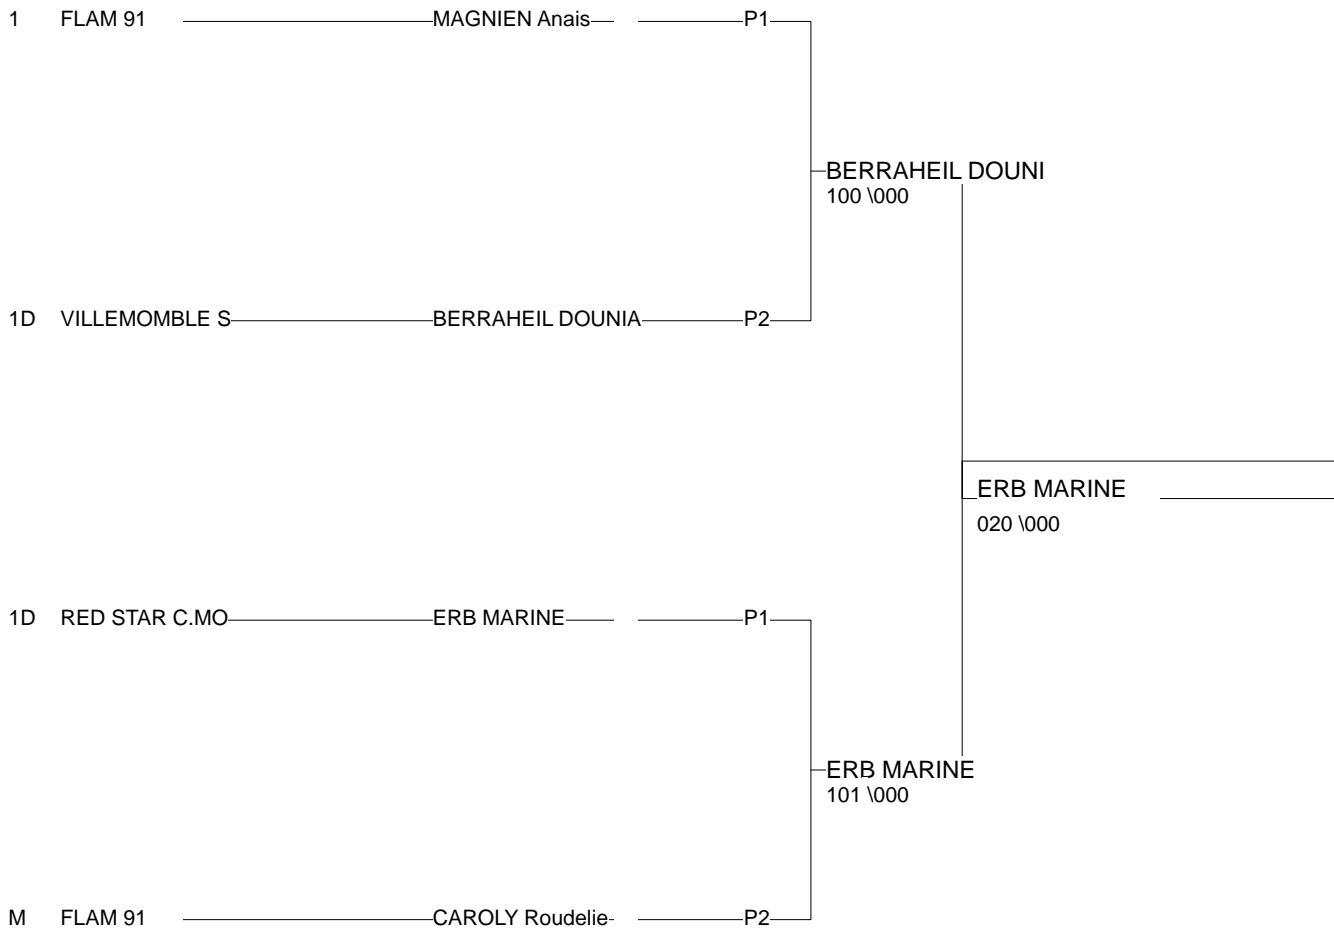 1 FLAM 91 MAGNIEN Anais P1
BERRAHEIL DOUNI
100 \000
1D VILLEMOMBLE S BERRAHEIL DOUNIA P2
ERB MARINE
020 \000
1D RED STAR C.MO ERB MARINE P1
ERB MARINE
101 \000
M FLAM 91 CAROLY Roudelie P2